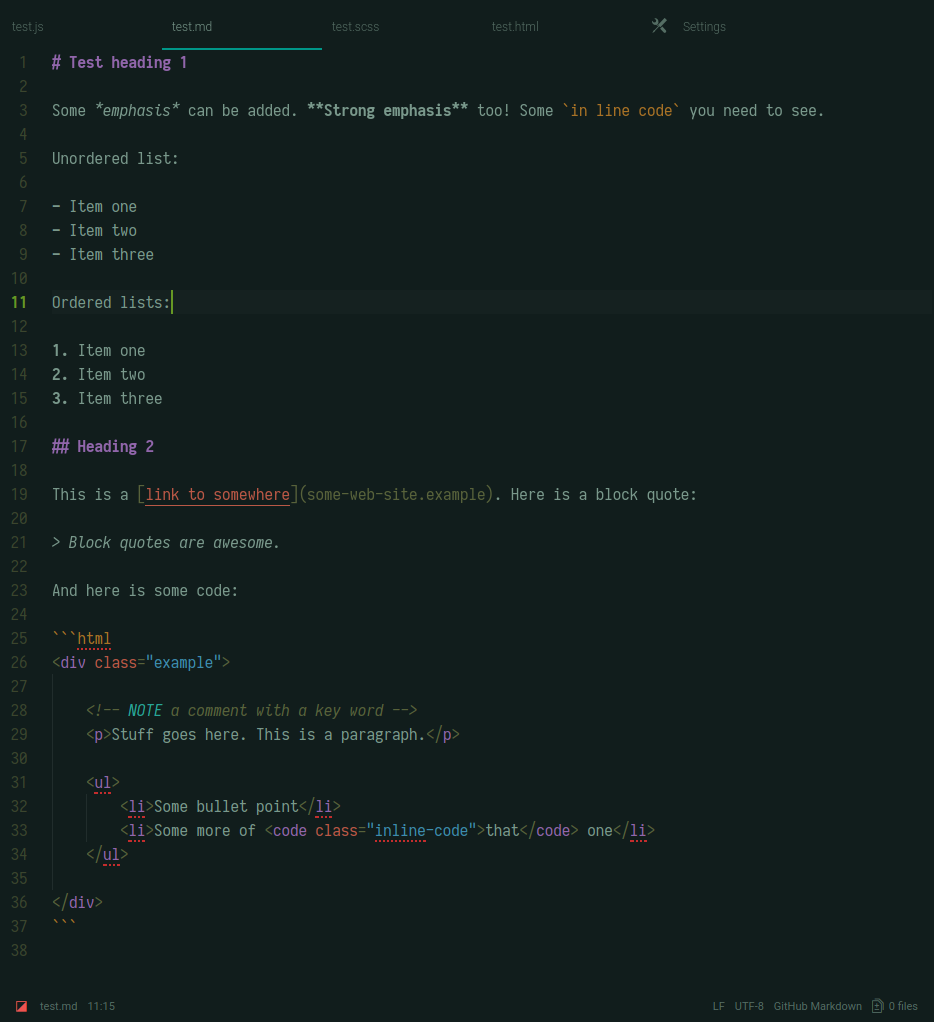 test.js test.md test.scss test.html Settings
1 # Test heading 1
2
3 Some *emphasis* can be added. **Strong emphasis** too! Some `in line code` you need to see.
4
5 Unordered list:
6
7 - Item one
8 - Item two
9 - Item three
10
11 Ordered lists:
12
13 1. Item one
14 2. Item two
15 3. Item three
16
17 ## Heading 2
18
19 This is a [link to somewhere](some-web-site.example). Here is a block quote:
20
21 > Block quotes are awesome.
22
23 And here is some code:
24
25 ```html
26 <div class="example">
27
28     <!-- NOTE a comment with a key word -->
29     <p>Stuff goes here. This is a paragraph.</p>
30
31     <ul>
32         <li>Some bullet point</li>
33         <li>Some more of <code class="inline-code">that</code> one</li>
34     </ul>
35
36 </div>
37 ```
38
test.md 11:15 LF UTF-8 GitHub Markdown 0 files